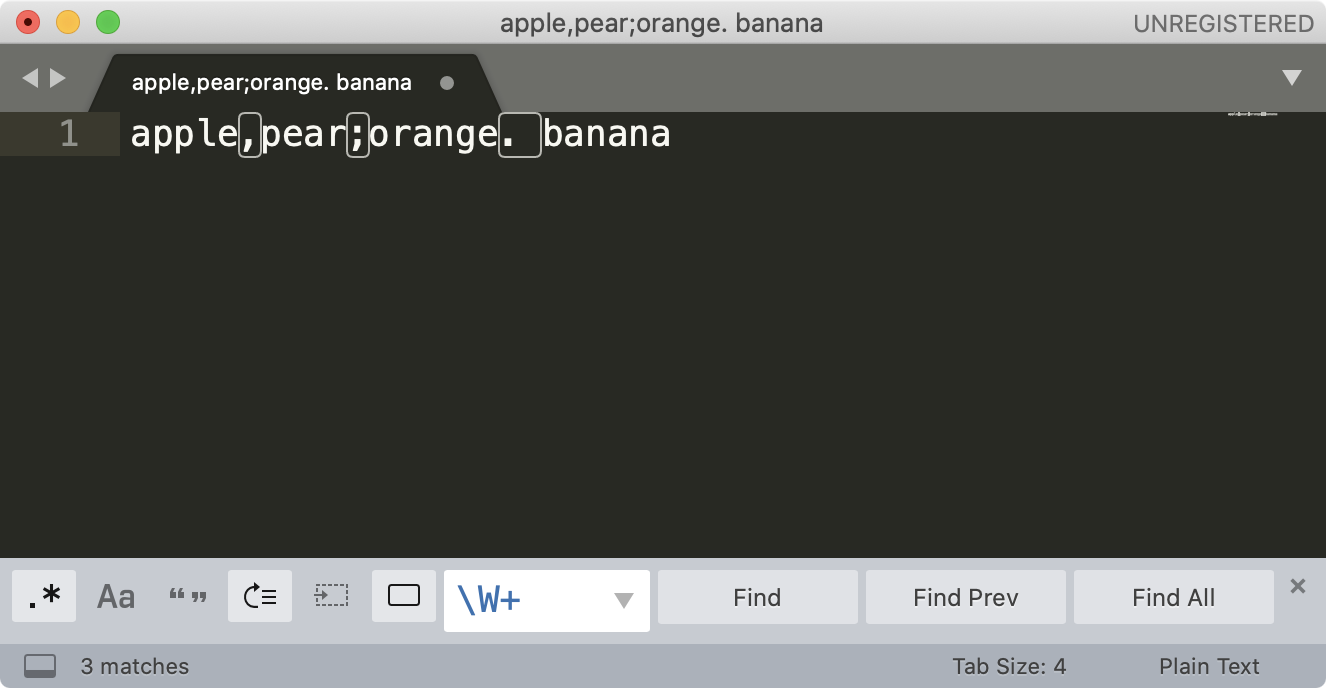 apple,pear;orange. banana UNREGISTERED
apple,pear;orange. banana
1 apple,pear;orange. banana
.* Aa “ ” \W+ Find Find Prev Find All ×
3 matches Tab Size: 4 Plain Text